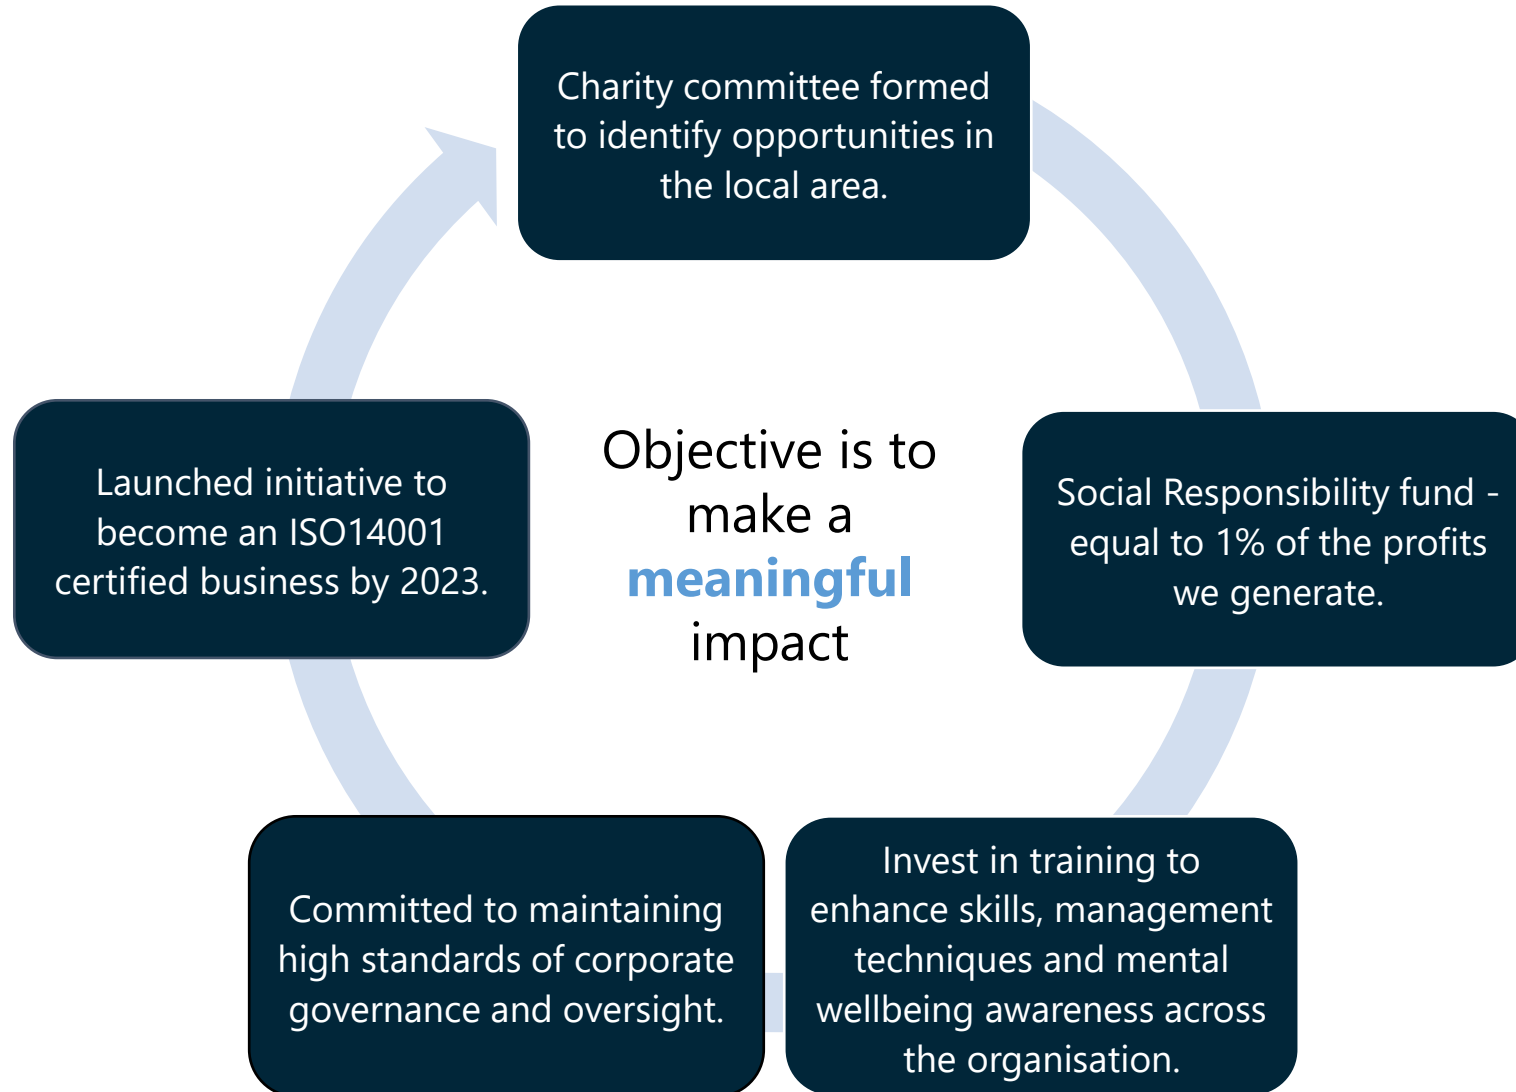 Charity committee formed
to identify opportunities in
the local area.
Social Responsibility fund -
equal to 1% of the profits
we generate.
Invest in training to
enhance skills, management
techniques and mental
wellbeing awareness across
the organisation.
Committed to maintaining
high standards of corporate
governance and oversight.
Launched initiative to
become an ISO14001
certified business by 2023.
Objective is to
make a
meaningful
impact